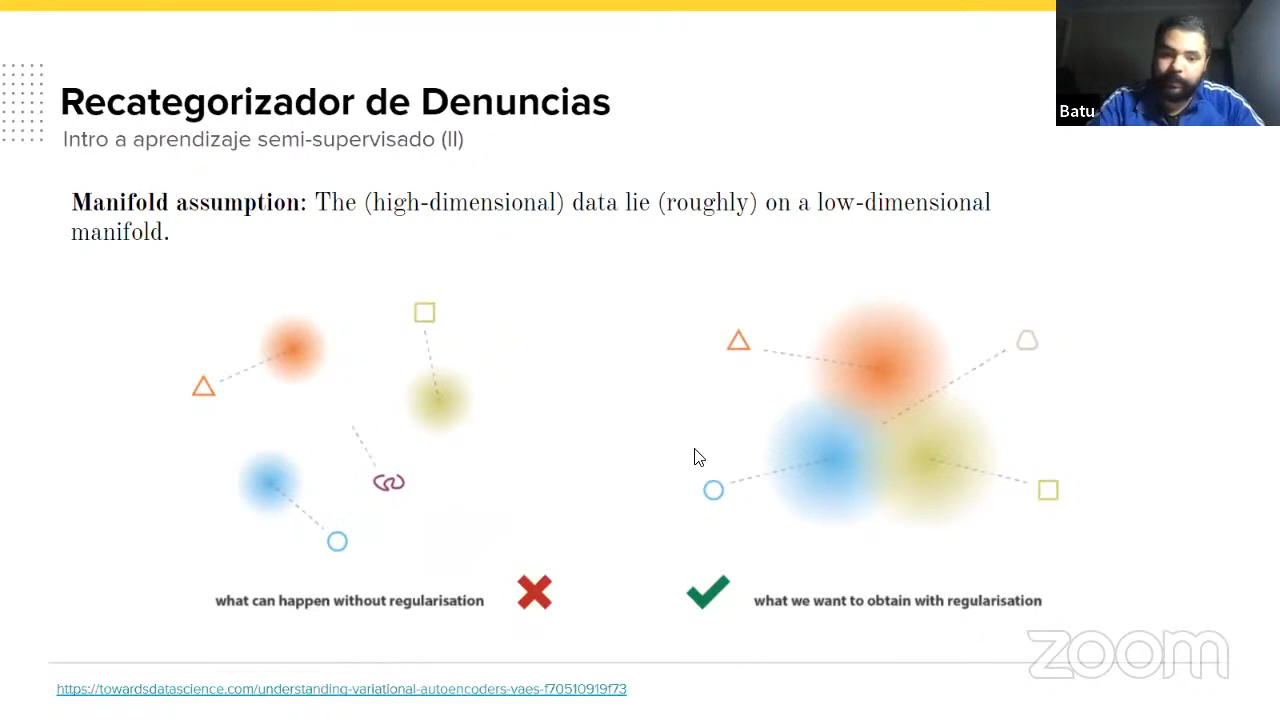 Recategorizador de Denuncias
Intro a aprendizaje semi-supervisado (II)
Batu
Manifold assumption: The (high-dimensional) data lie (roughly) on a low-dimensional
manifold.
what can happen without regularisation
what we want to obtain with regularisation
zoom
https://towardsdatascience.com/understanding-variational-autoencoders-vaes-f70510919f73